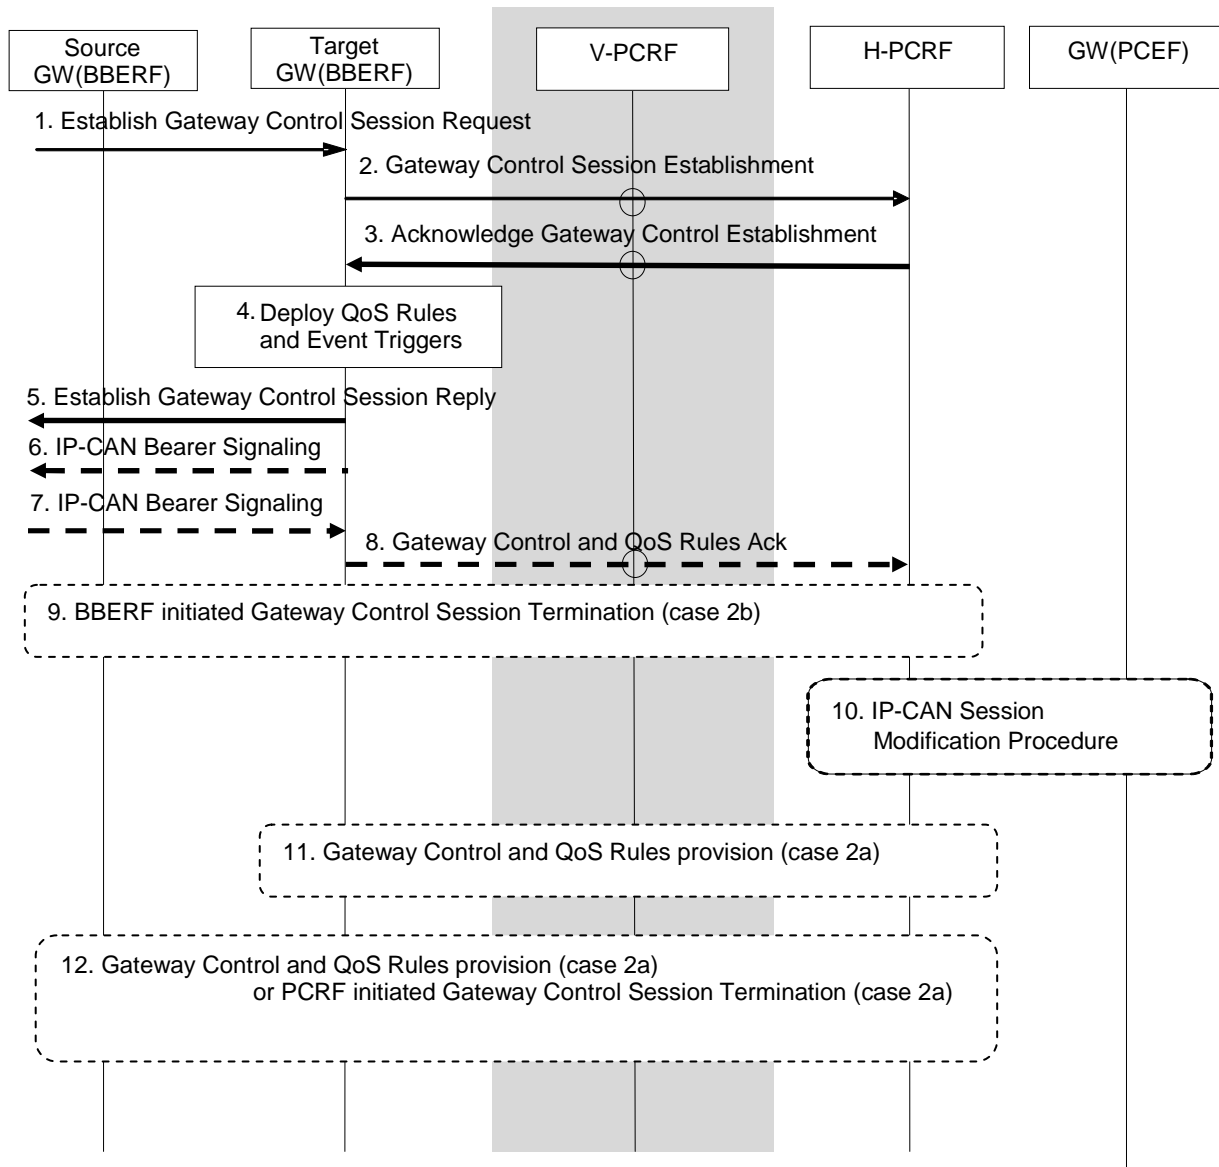 Source
GW(BBERF)
Target
GW(BBERF)
V-PCRF
H-PCRF
GW(PCEF)
1. Establish Gateway Control Session Request
2. Gateway Control Session Establishment
3. Acknowledge Gateway Control Establishment
4. Deploy QoS Rules
and Event Triggers
5. Establish Gateway Control Session Reply
6. IP-CAN Bearer Signaling
7. IP-CAN Bearer Signaling
8. Gateway Control and QoS Rules Ack
9. BBERF initiated Gateway Control Session Termination (case 2b)
10. IP-CAN Session
Modification Procedure
11. Gateway Control and QoS Rules provision (case 2a)
12. Gateway Control and QoS Rules provision (case 2a)
or PCRF initiated Gateway Control Session Termination (case 2a)